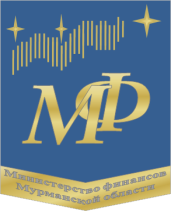 МФ
Министерство финансов
Мурманской области